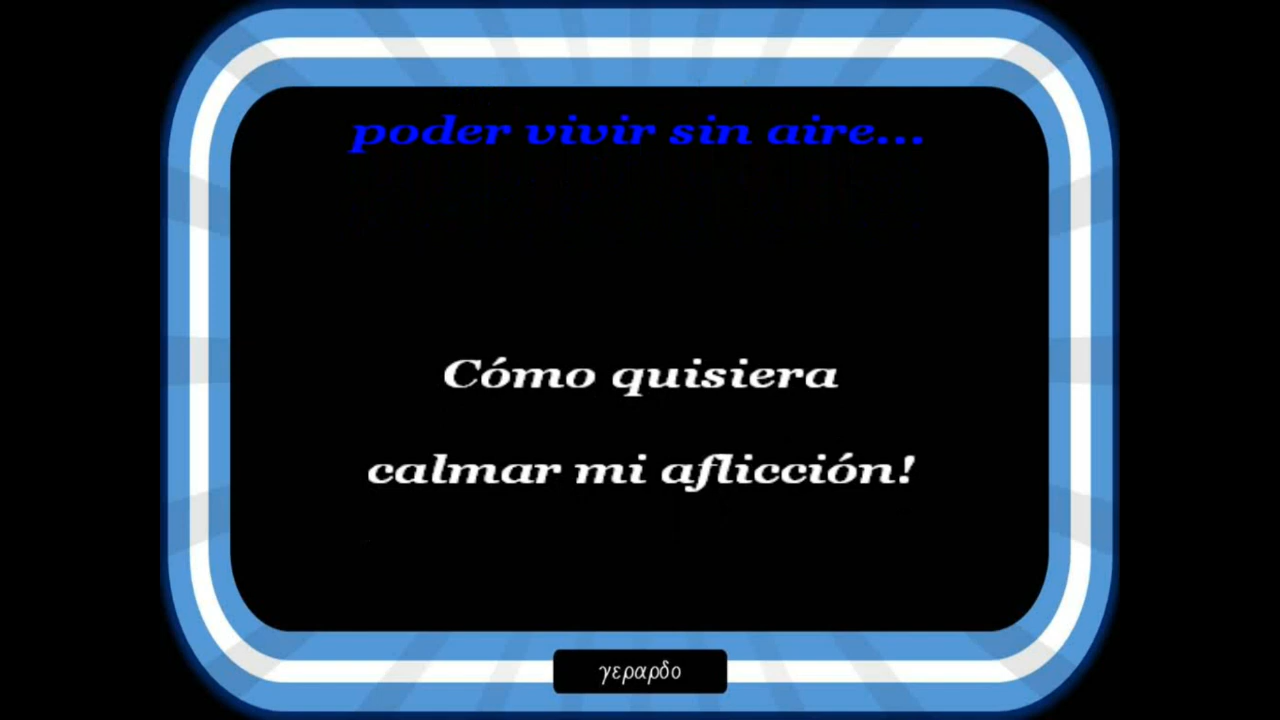 poder vivir sin aire...
Cómo quisiera
calmar mi aflicción!
γεραρδο